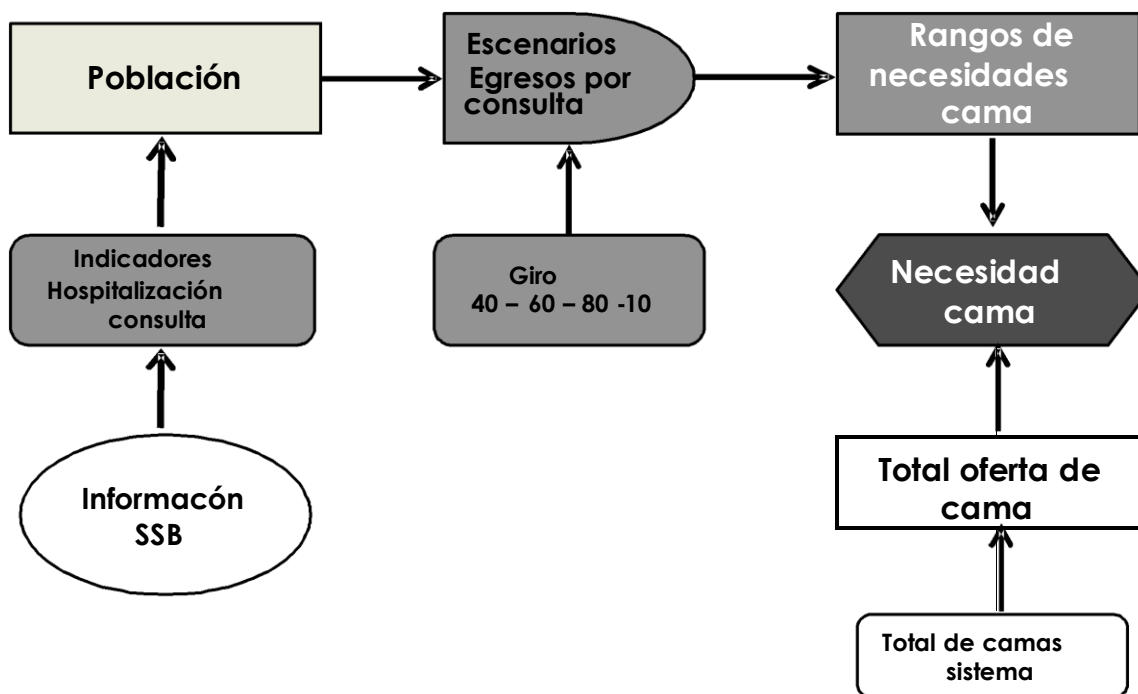 Población
Escenarios
Egresos por
consulta
Rangos de
necesidades
cama
Indicadores
Hospitalización
consulta
Giro
40 – 60 – 80 -10
Necesidad
cama
Informacón
SSB
Total oferta de
cama
Total de camas
sistema